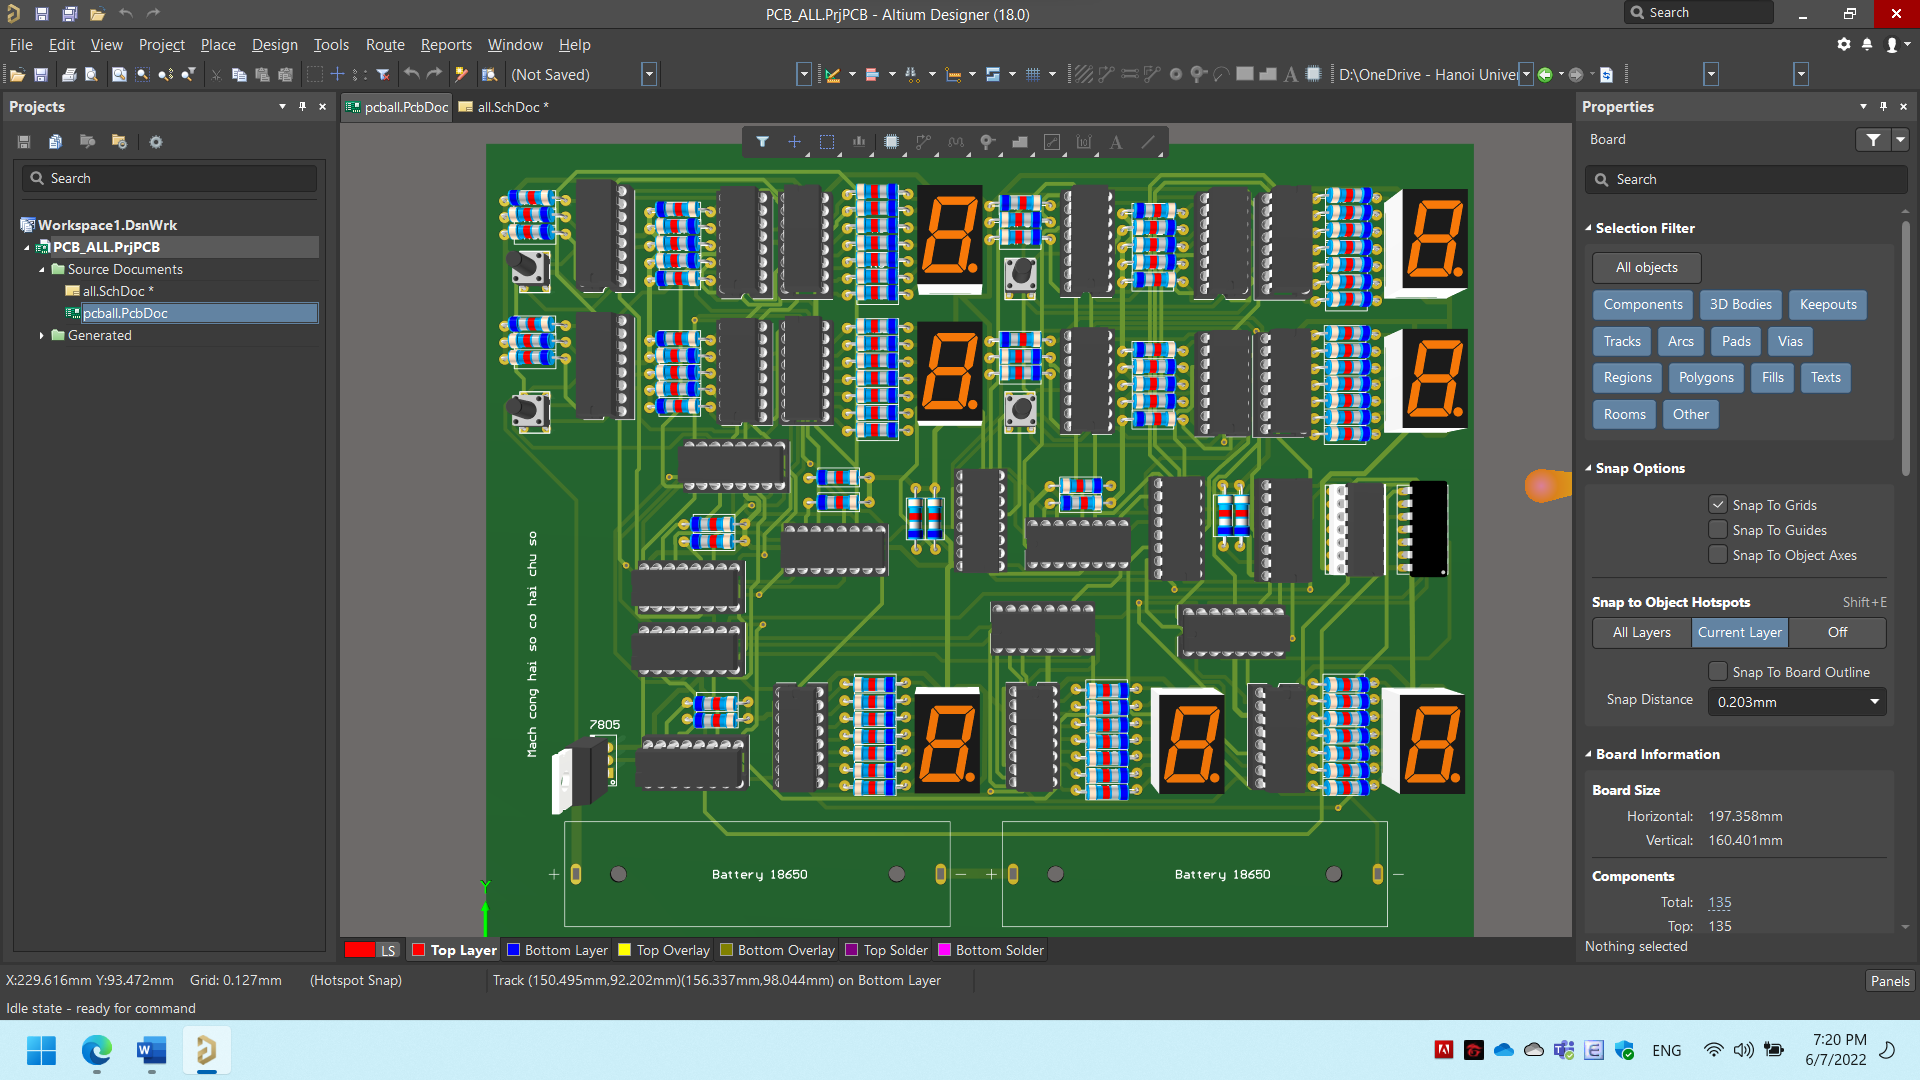 PCB_ALL.PrjPCB - Altium Designer (18.0)
Search
File Edit View Project Place Design Tools Route Reports Window Help
(Not Saved)
D:\OneDrive - Hanoi Univer
Projects
pcball.PcbDoc
all.SchDoc *
Properties
Board
Search
Search
Workspace1.DsnWrk
PCB_ALL.PrjPCB
Source Documents
all.SchDoc *
pcball.PcbDoc
Generated
Selection Filter
All objects
Components 3D Bodies Keepouts
Tracks Arcs Pads Vias
Regions Polygons Fills Texts
Rooms Other
Snap Options
Snap To Grids
Snap To Guides
Snap To Object Axes
Snap to Object Hotspots Shift+E
All Layers Current Layer Off
Snap To Board Outline
Snap Distance 0.203mm
Board Information
Board Size
Horizontal: 197.358mm
Vertical: 160.401mm
Components
Total: 135
Top: 135
Nothing selected
Mach cong hai so co hai chu so
7805
+ Battery 18650 -
+ Battery 18650 -
Y
LS Top Layer Bottom Layer Top Overlay Bottom Overlay Top Solder Bottom Solder
X:229.616mm Y:93.472mm Grid: 0.127mm (Hotspot Snap) Track (150.495mm,92.202mm)(156.337mm,98.044mm) on Bottom Layer
Panels
Idle state - ready for command
ENG
7:20 PM
6/7/2022